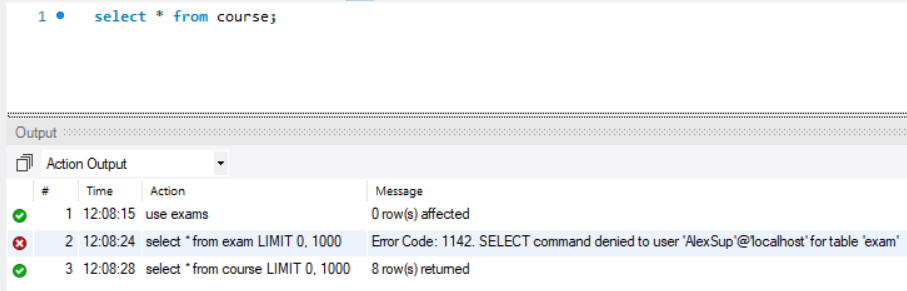 1 select * from course;
Output
Action Output
# Time Action Message
1 12:08:15 use exams 0 row(s) affected
2 12:08:24 select * from exam LIMIT 0, 1000 Error Code: 1142. SELECT command denied to user 'AlexSup'@'localhost' for table 'exam'
3 12:08:28 select * from course LIMIT 0, 1000 8 row(s) returned